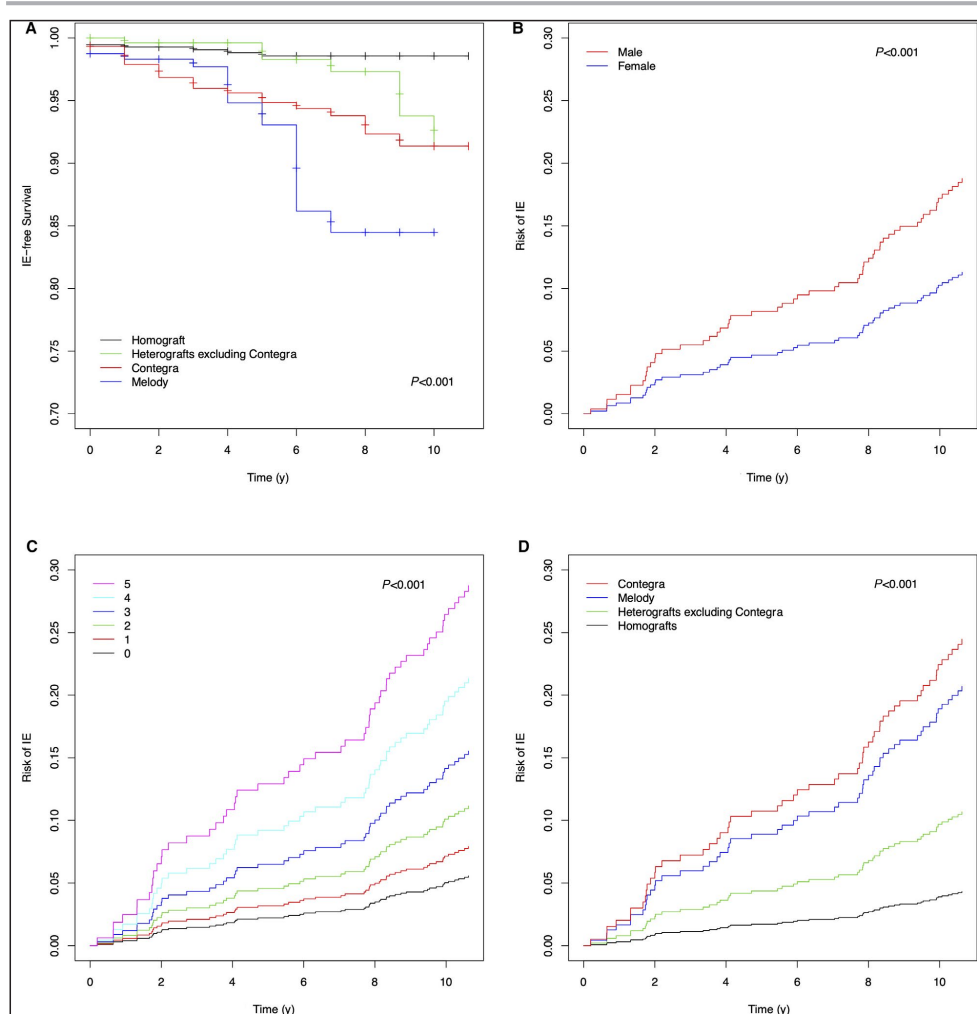 A
1.00
0.95
0.90
0.85
0.80
0.75
0.70
IE-free Survival
Homograft
Heterografts excluding Contegra
Contegra
Melody
P<0.001
0 2 4 6 8 10
Time (y)
B
0.30
0.25
0.20
0.15
0.10
0.05
0.00
Risk of IE
Male
Female
P<0.001
0 2 4 6 8 10
Time (y)
C
0.30
0.25
0.20
0.15
0.10
0.05
0.00
Risk of IE
5
4
3
2
1
0
P<0.001
0 2 4 6 8 10
Time (y)
D
0.30
0.25
0.20
0.15
0.10
0.05
0.00
Risk of IE
Contegra
Melody
Heterografts excluding Contegra
Homografts
P<0.001
0 2 4 6 8 10
Time (y)